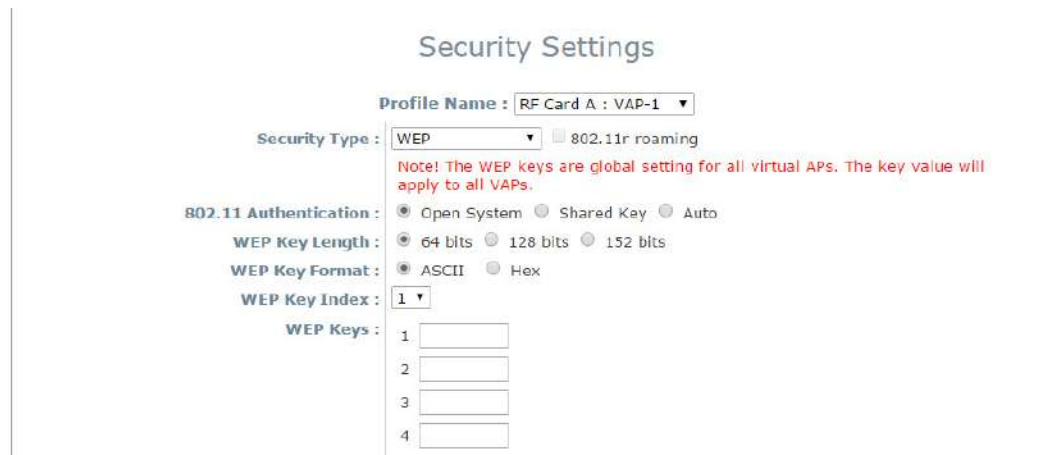 Security Settings
Profile Name : RF Card A : VAP-1
Security Type : WEP 802.11r roaming
Note! The WEP keys are global setting for all virtual APs. The key value will
apply to all VAPs.
802.11 Authentication : Open System Shared Key Auto
WEP Key Length : 64 bits 128 bits 152 bits
WEP Key Format : ASCII Hex
WEP Key Index : 1
WEP Keys : 1
2
3
4